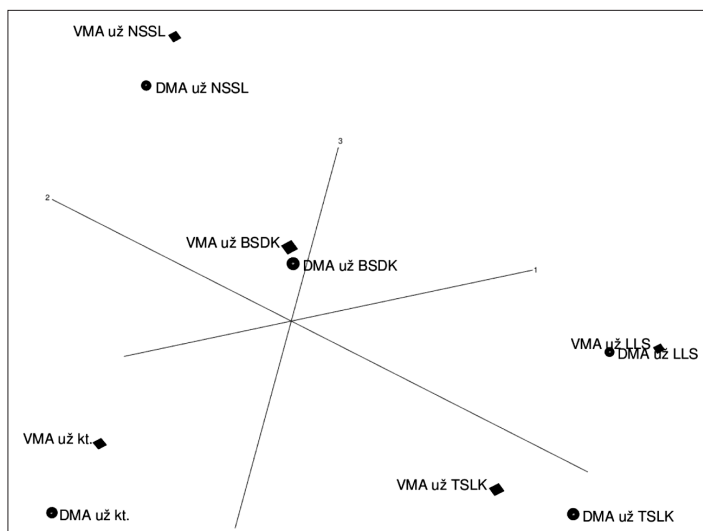 VMA už NSSL
DMA už NSSL
3
2
VMA už BSDK
DMA už BSDK
1
VMA už LLS
DMA už LLS
VMA už kt.
VMA už TSLK
DMA už kt.
DMA už TSLK